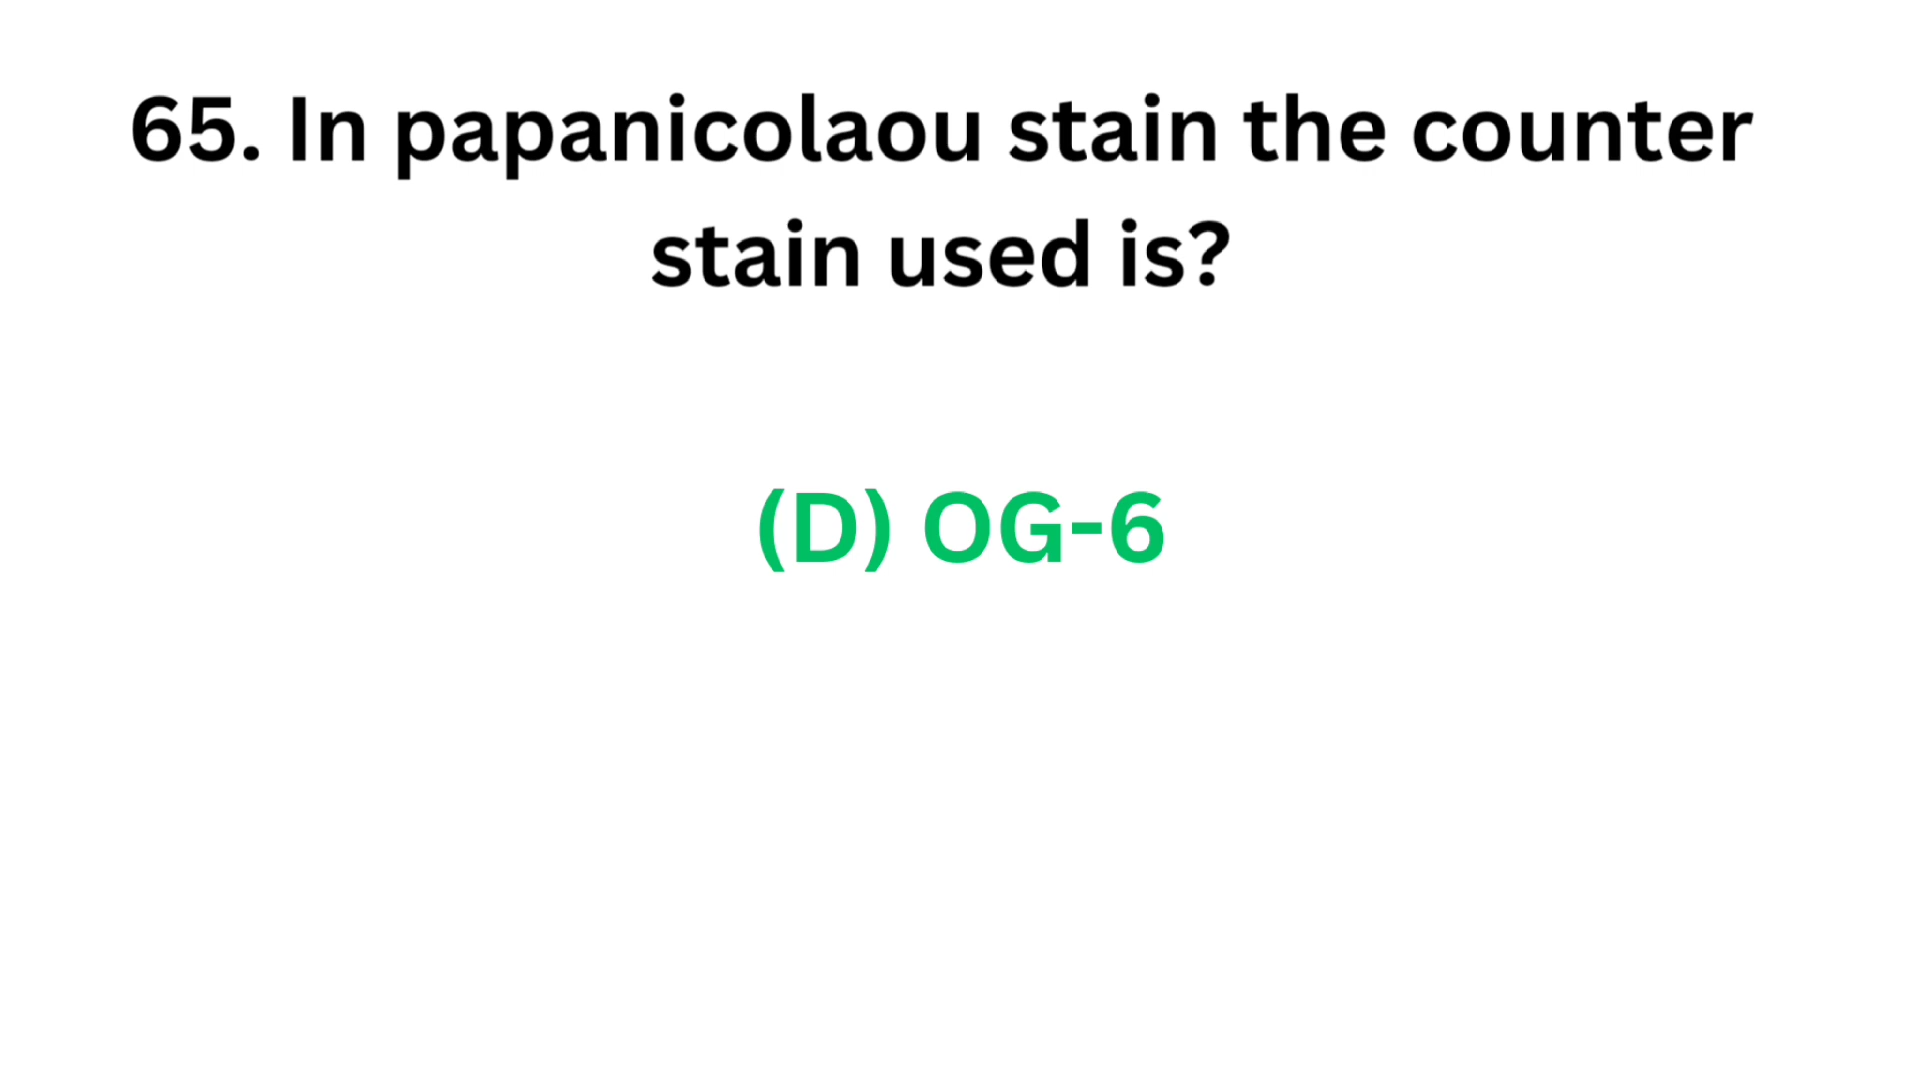 65. In papanicolaou stain the counter
stain used is?
(D) OG-6